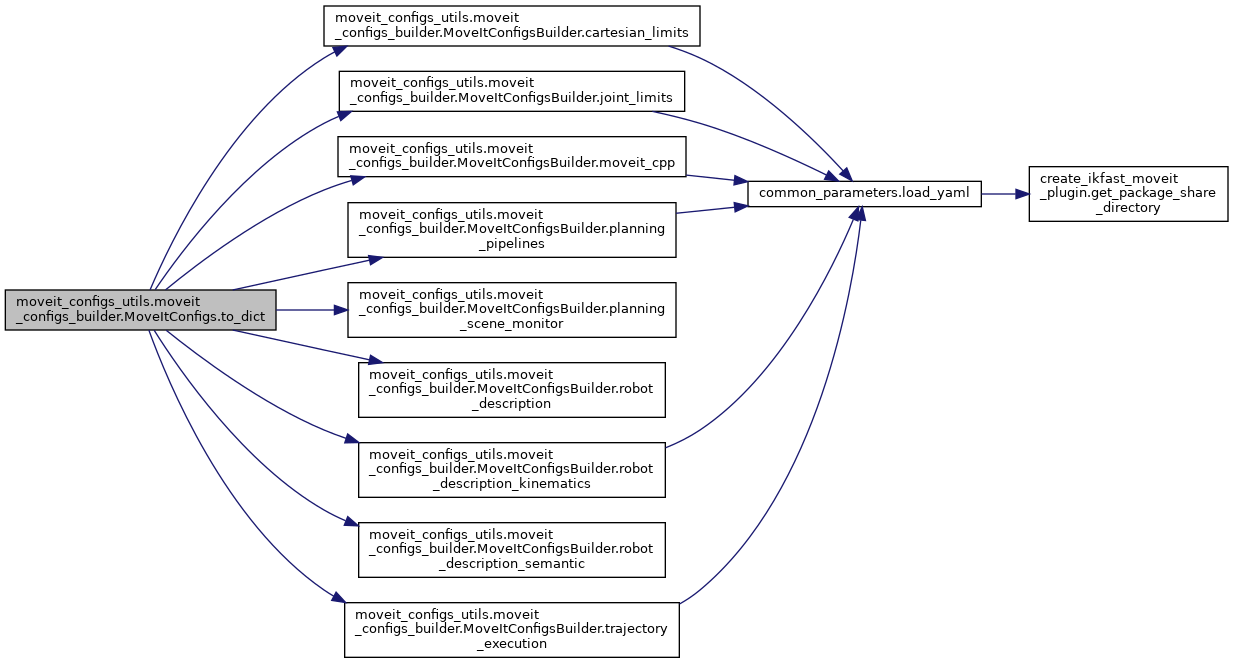 moveit_configs_utils.moveit
_configs_builder.MoveItConfigsBuilder.cartesian_limits
moveit_configs_utils.moveit
_configs_builder.MoveItConfigsBuilder.joint_limits
moveit_configs_utils.moveit
_configs_builder.MoveItConfigsBuilder.moveit_cpp
moveit_configs_utils.moveit
_configs_builder.MoveItConfigsBuilder.planning
_pipelines
moveit_configs_utils.moveit
_configs_builder.MoveItConfigs.to_dict
moveit_configs_utils.moveit
_configs_builder.MoveItConfigsBuilder.planning
_scene_monitor
moveit_configs_utils.moveit
_configs_builder.MoveItConfigsBuilder.robot
_description
moveit_configs_utils.moveit
_configs_builder.MoveItConfigsBuilder.robot
_description_kinematics
moveit_configs_utils.moveit
_configs_builder.MoveItConfigsBuilder.robot
_description_semantic
moveit_configs_utils.moveit
_configs_builder.MoveItConfigsBuilder.trajectory
_execution
common_parameters.load_yaml
create_ikfast_moveit
_plugin.get_package_share
_directory